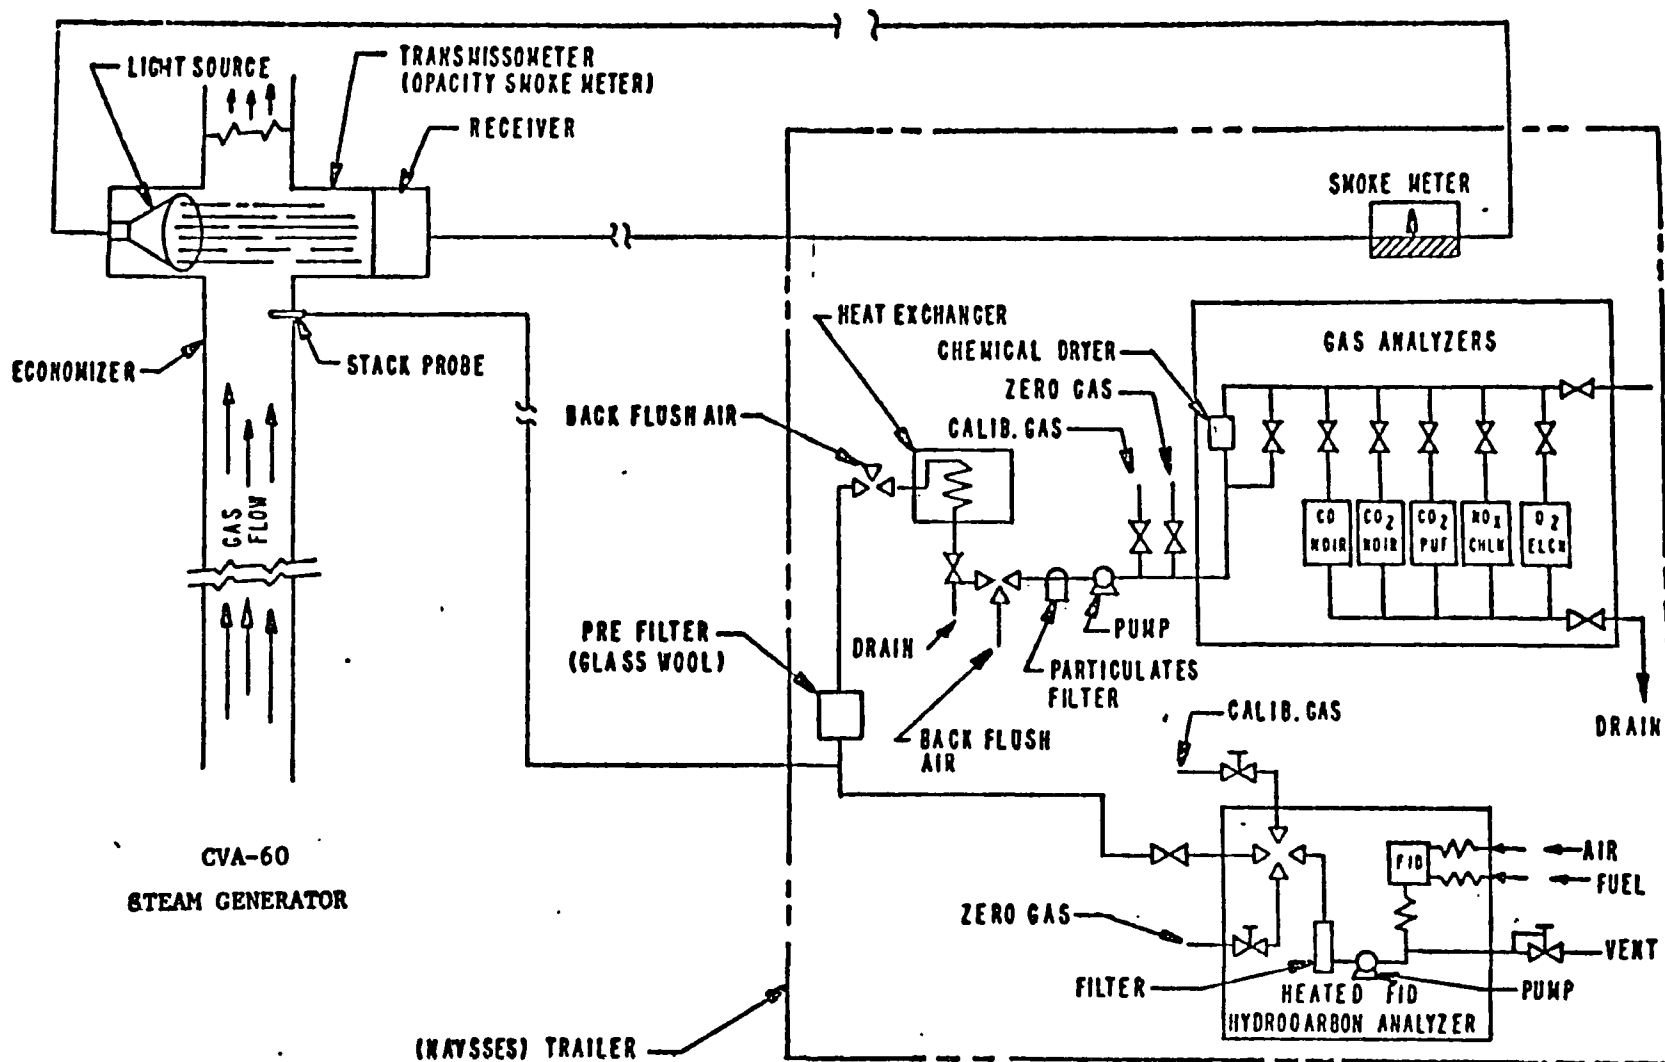 LIGHT SOURCE
TRANSMISSOMETER
(OPACITY SMOKE METER)
RECEIVER
SMOKE METER
HEAT EXCHANGER
GAS ANALYZERS
CHEMICAL DRYER
ZERO GAS
CALIB. GAS
BACK FLUSH AIR
ECONOMIZER
STACK PROBE
GAS
FLOW
CO
NDIR
CO2
NDIR
CO2
PUF
NOX
CHLM
O2
ELCM
PRE FILTER
(GLASS WOOL)
DRAIN
PUMP
PARTICULATES
FILTER
BACK FLUSH
AIR
CALIB. GAS
DRAIN
CVA-60
STEAM GENERATOR
FID
AIR
FUEL
ZERO GAS
VENT
FILTER
PUMP
HEATED FID
HYDROCARBON ANALYZER
(NAVSSES) TRAILER